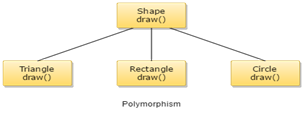 Shape
draw()
Triangle
draw()
Rectangle
draw()
Circle
draw()
Polymorphism